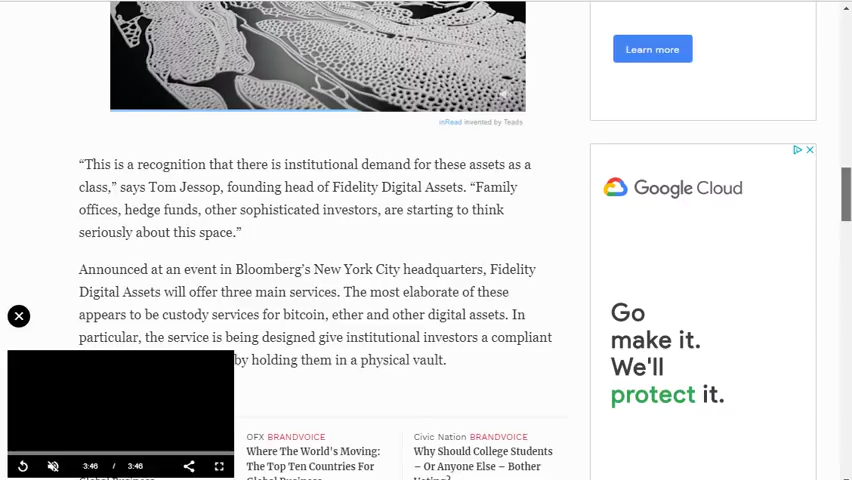 Learn more
inRead invented by Teads
“This is a recognition that there is institutional demand for these assets as a
class,” says Tom Jessop, founding head of Fidelity Digital Assets. “Family
offices, hedge funds, other sophisticated investors, are starting to think
seriously about this space.”
Announced at an event in Bloomberg’s New York City headquarters, Fidelity
Digital Assets will offer three main services. The most elaborate of these
appears to be custody services for bitcoin, ether and other digital assets. In
particular, the service is being designed give institutional investors a compliant
by holding them in a physical vault.
3:46 / 3:46
OFX BRANDVOICE
Where The World's Moving:
The Top Ten Countries For
Civic Nation BRANDVOICE
Why Should College Students
– Or Anyone Else – Bother
Google Cloud
Go
make it.
We'll
protect it.